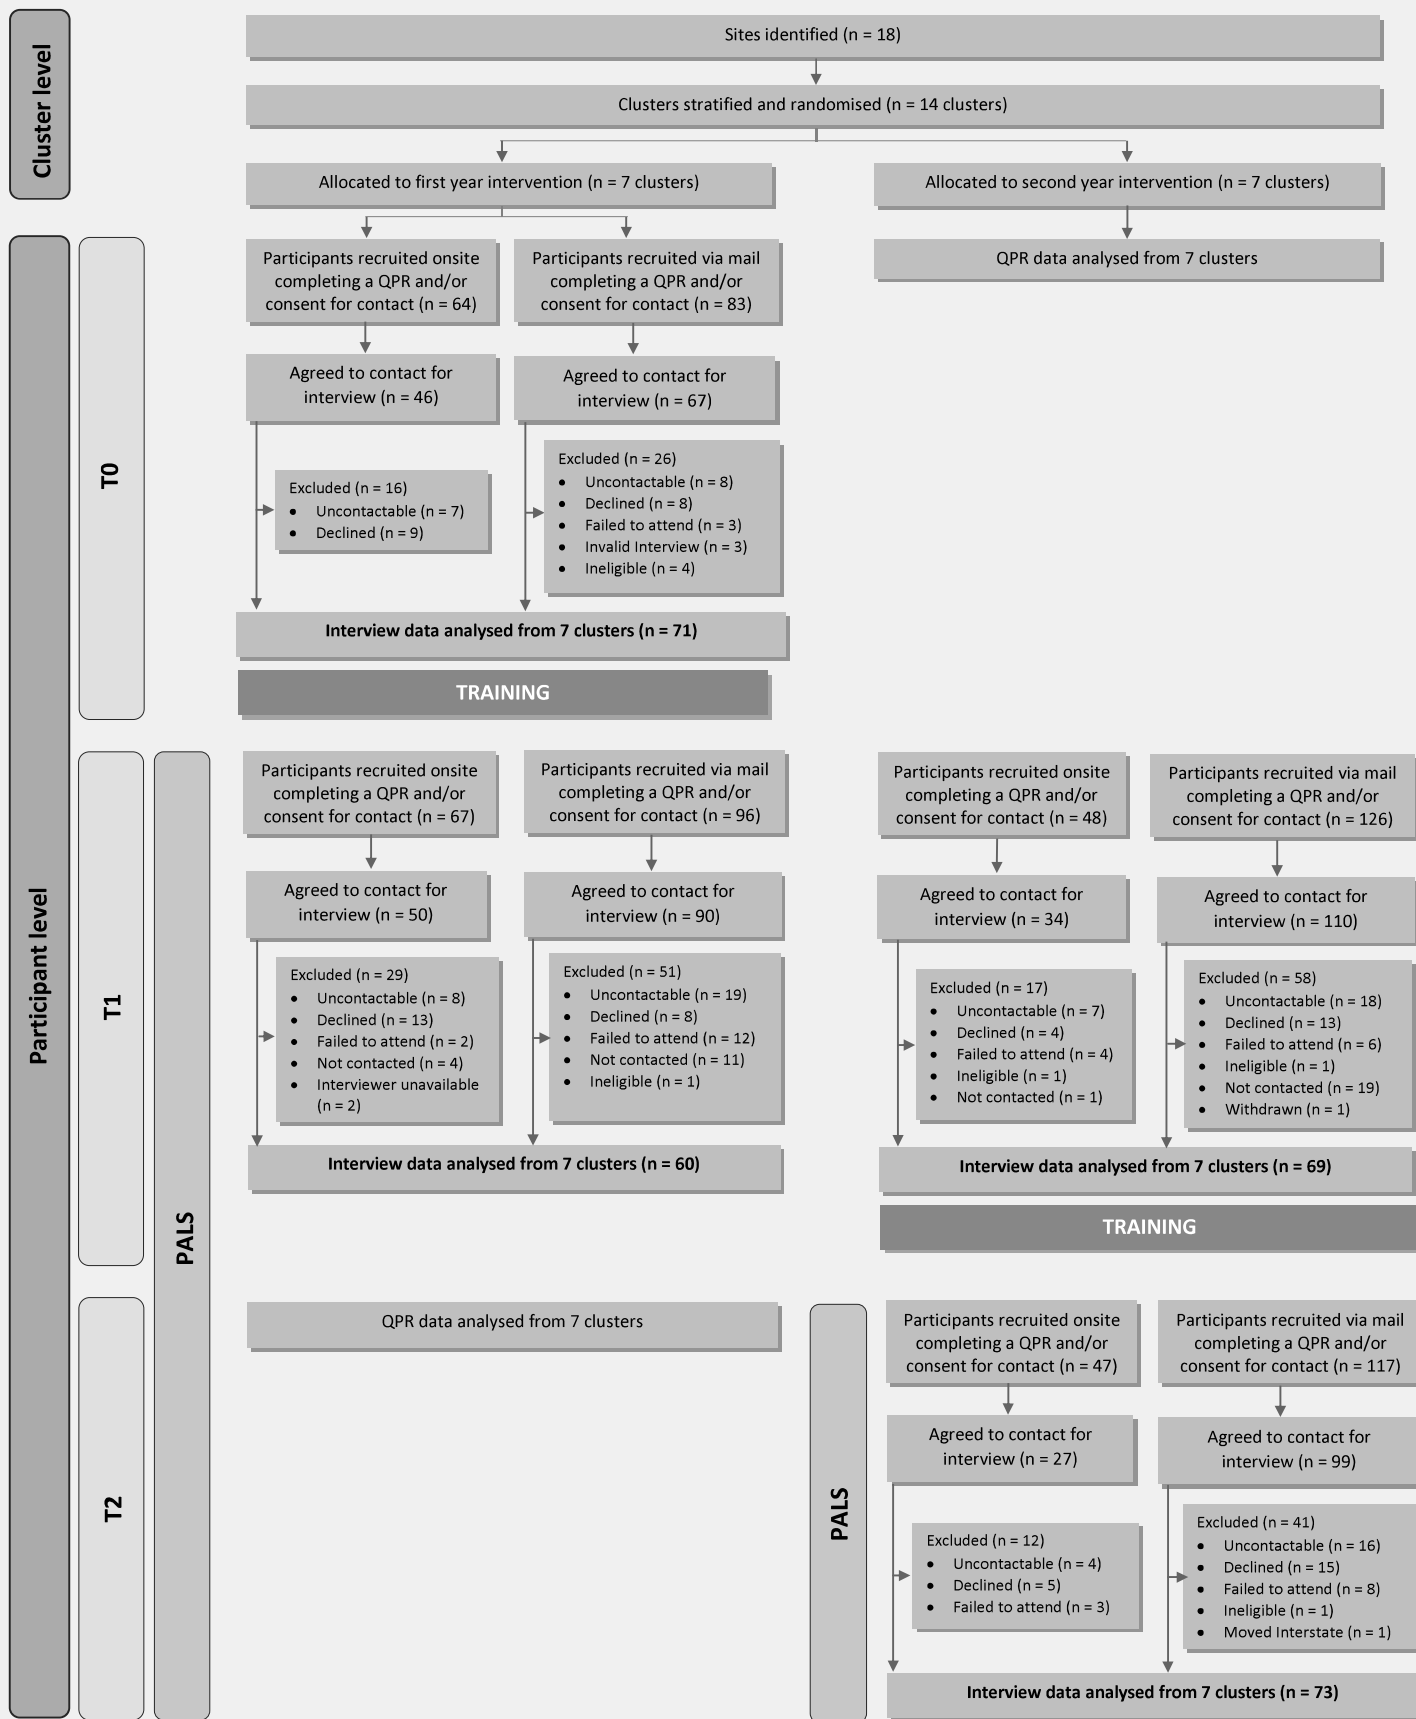 Cluster level
Sites identified (n = 18)
Clusters stratified and randomised (n = 14 clusters)
Allocated to first year intervention (n = 7 clusters)
Allocated to second year intervention (n = 7 clusters)
Participant level
T0
Participants recruited onsite
completing a QPR and/or
consent for contact (n = 64)
Participants recruited via mail
completing a QPR and/or
consent for contact (n = 83)
QPR data analysed from 7 clusters
Agreed to contact for
interview (n = 46)
Agreed to contact for
interview (n = 67)
Excluded (n = 16)
• Uncontactable (n = 7)
• Declined (n = 9)
Excluded (n = 26)
• Uncontactable (n = 8)
• Declined (n = 8)
• Failed to attend (n = 3)
• Invalid Interview (n = 3)
• Ineligible (n = 4)
Interview data analysed from 7 clusters (n = 71)
TRAINING
T1
PALS
Participants recruited onsite
completing a QPR and/or
consent for contact (n = 67)
Participants recruited via mail
completing a QPR and/or
consent for contact (n = 96)
Participants recruited onsite
completing a QPR and/or
consent for contact (n = 48)
Participants recruited via mail
completing a QPR and/or
consent for contact (n = 126)
Agreed to contact for
interview (n = 50)
Agreed to contact for
interview (n = 90)
Agreed to contact for
interview (n = 34)
Agreed to contact for
interview (n = 110)
Excluded (n = 29)
• Uncontactable (n = 8)
• Declined (n = 13)
• Failed to attend (n = 2)
• Not contacted (n = 4)
• Interviewer unavailable
(n = 2)
Excluded (n = 51)
• Uncontactable (n = 19)
• Declined (n = 8)
• Failed to attend (n = 12)
• Not contacted (n = 11)
• Ineligible (n = 1)
Excluded (n = 17)
• Uncontactable (n = 7)
• Declined (n = 4)
• Failed to attend (n = 4)
• Ineligible (n = 1)
• Not contacted (n = 1)
Excluded (n = 58)
• Uncontactable (n = 18)
• Declined (n = 13)
• Failed to attend (n = 6)
• Ineligible (n = 1)
• Not contacted (n = 19)
• Withdrawn (n = 1)
Interview data analysed from 7 clusters (n = 60)
Interview data analysed from 7 clusters (n = 69)
TRAINING
T2
QPR data analysed from 7 clusters
PALS
Participants recruited onsite
completing a QPR and/or
consent for contact (n = 47)
Participants recruited via mail
completing a QPR and/or
consent for contact (n = 117)
Agreed to contact for
interview (n = 27)
Agreed to contact for
interview (n = 99)
Excluded (n = 12)
• Uncontactable (n = 4)
• Declined (n = 5)
• Failed to attend (n = 3)
Excluded (n = 41)
• Uncontactable (n = 16)
• Declined (n = 15)
• Failed to attend (n = 8)
• Ineligible (n = 1)
• Moved Interstate (n = 1)
Interview data analysed from 7 clusters (n = 73)